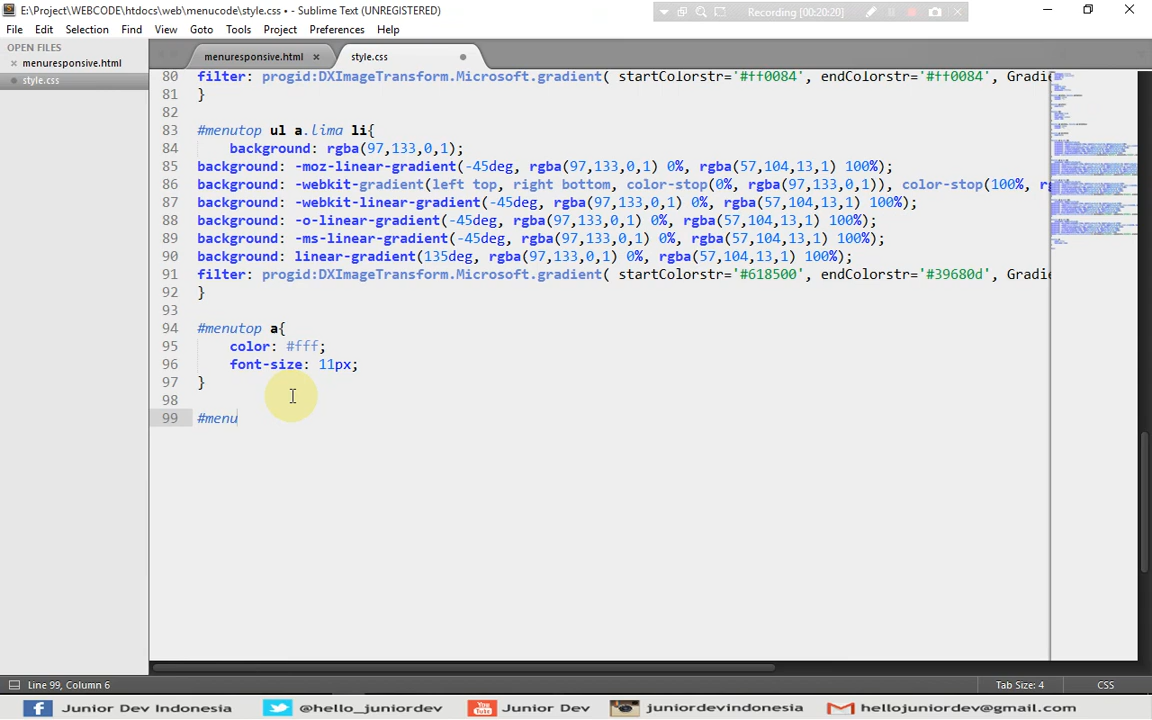 E:\Project\WEBCODE\htdocs\web\menucode\style.css • - Sublime Text (UNREGISTERED)
Recording [00:20:20]
File Edit Selection Find View Goto Tools Project Preferences Help
OPEN FILES
menuresponsive.html
style.css
menuresponsive.html style.css
80 filter: progid:DXImageTransform.Microsoft.gradient( startColorstr='#ff0084', endColorstr='#ff0084', Gradie
81 }
82
83 #menutop ul a.lima li{
84 background: rgba(97,133,0,1);
85 background: -moz-linear-gradient(-45deg, rgba(97,133,0,1) 0%, rgba(57,104,13,1) 100%);
86 background: -webkit-gradient(left top, right bottom, color-stop(0%, rgba(97,133,0,1)), color-stop(100%, rg
87 background: -webkit-linear-gradient(-45deg, rgba(97,133,0,1) 0%, rgba(57,104,13,1) 100%);
88 background: -o-linear-gradient(-45deg, rgba(97,133,0,1) 0%, rgba(57,104,13,1) 100%);
89 background: -ms-linear-gradient(-45deg, rgba(97,133,0,1) 0%, rgba(57,104,13,1) 100%);
90 background: linear-gradient(135deg, rgba(97,133,0,1) 0%, rgba(57,104,13,1) 100%);
91 filter: progid:DXImageTransform.Microsoft.gradient( startColorstr='#618500', endColorstr='#39680d', Gradie
92 }
93
94 #menutop a{
95 color: #fff;
96 font-size: 11px;
97 }
98
99 #menu
Line 99, Column 6 Tab Size: 4 CSS
Junior Dev Indonesia @hello_juniordev Junior Dev juniordevindonesia hellojuniordev@gmail.com